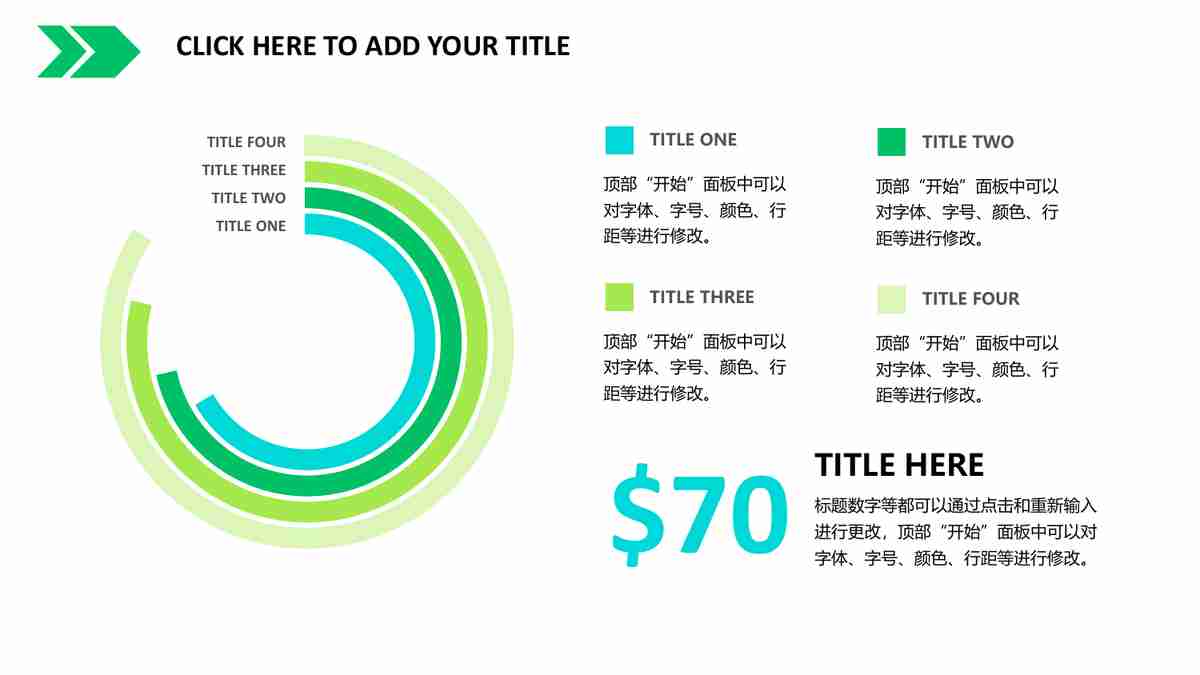 CLICK HERE TO ADD YOUR TITLE
TITLE FOUR
TITLE THREE
TITLE TWO
TITLE ONE
TITLE ONE
顶部“开始”面板中可以
对字体、字号、颜色、行
距等进行修改。
TITLE TWO
顶部“开始”面板中可以
对字体、字号、颜色、行
距等进行修改。
TITLE THREE
顶部“开始”面板中可以
对字体、字号、颜色、行
距等进行修改。
TITLE FOUR
顶部“开始”面板中可以
对字体、字号、颜色、行
距等进行修改。
$70
TITLE HERE
标题数字等都可以通过点击和重新输入
进行更改，顶部“开始”面板中可以对
字体、字号、颜色、行距等进行修改。